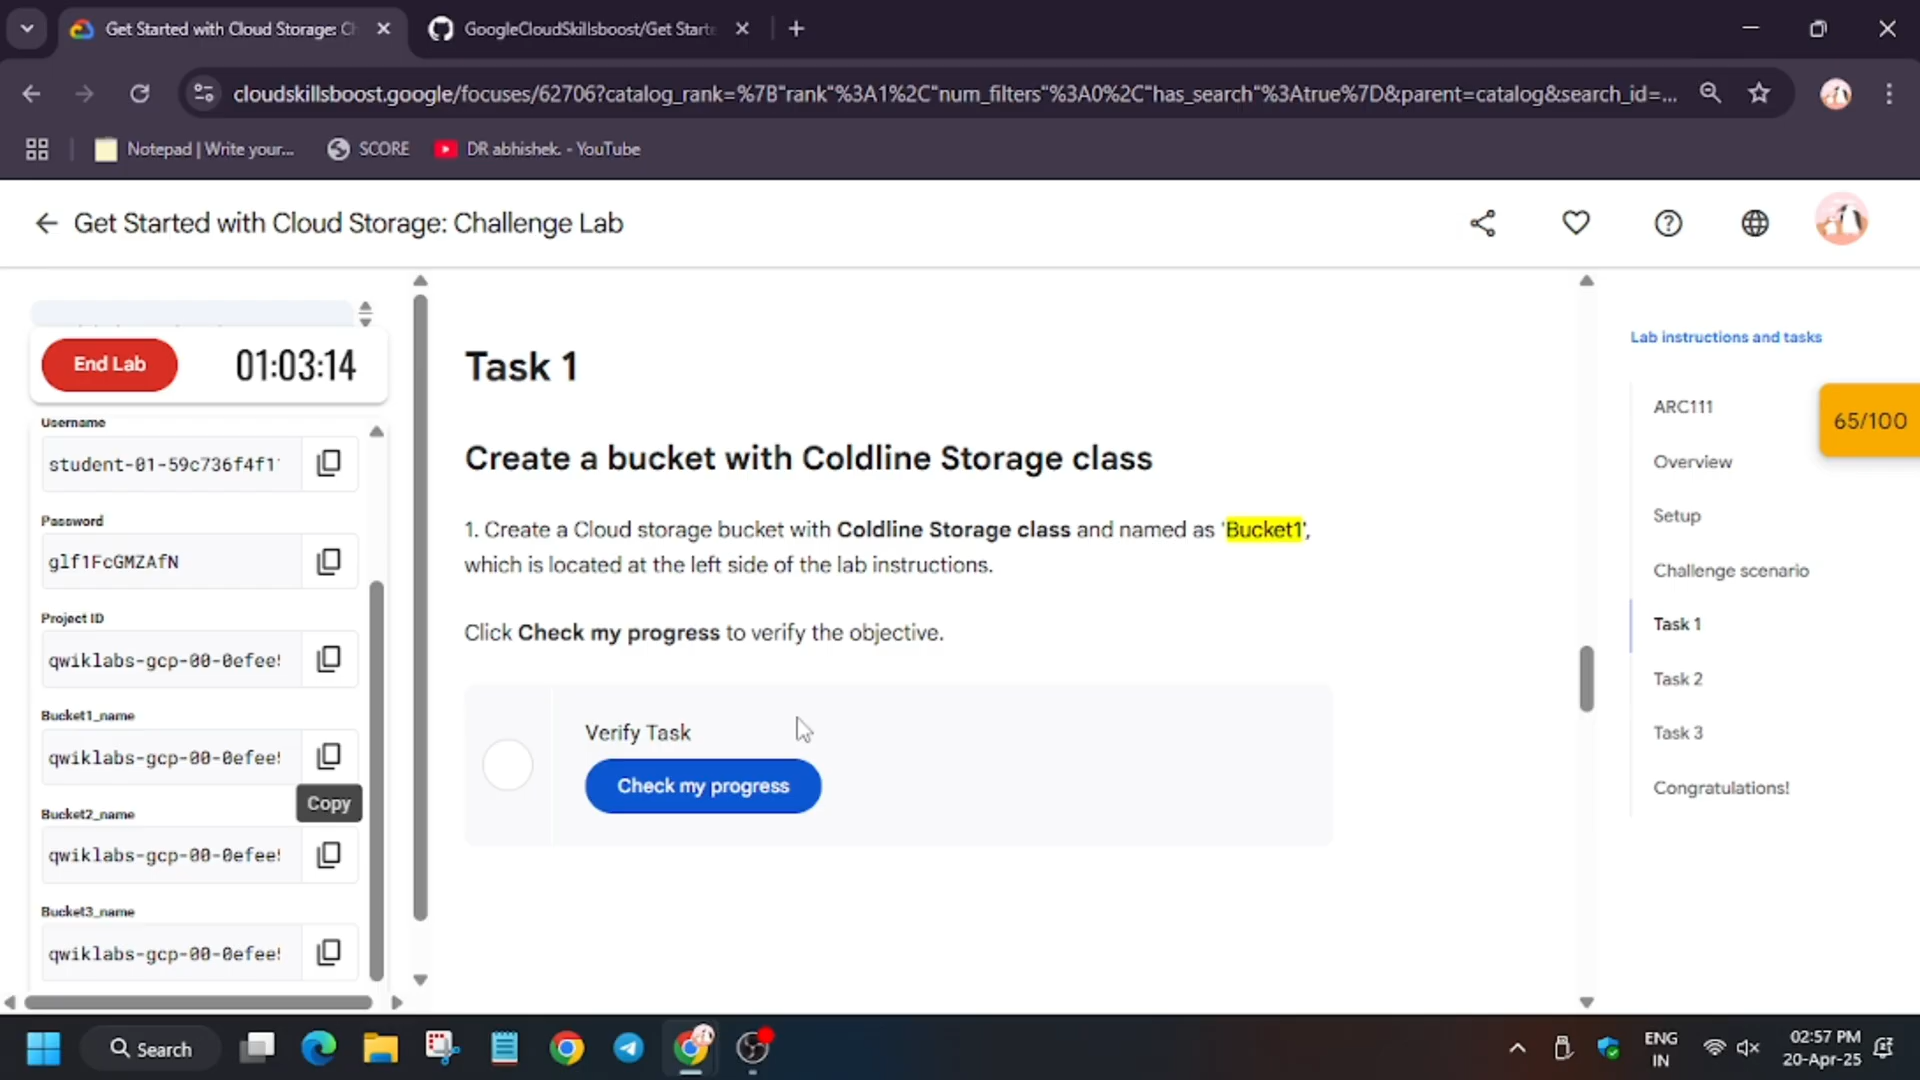 Get Started with Cloud Storage: Ch
GoogleCloudSkillsboost/Get Starte
cloudskillsboost.google/focuses/62706?catalog_rank=%7B"rank"%3A1%2C"num_filters"%3A0%2C"has_search"%3Atrue%7D&parent=catalog&search_id=...
Notepad | Write your...
SCORE
DR abhishek. - YouTube
Get Started with Cloud Storage: Challenge Lab
End Lab
01:03:14
Username
student-01-59c736f4f1
Password
glf1FcGMZAfN
Project ID
qwiklabs-gcp-00-0efee
Bucket1_name
qwiklabs-gcp-00-0efee
Copy
Bucket2_name
qwiklabs-gcp-00-0efee
Bucket3_name
qwiklabs-gcp-00-0efee
Task 1
Create a bucket with Coldline Storage class
1. Create a Cloud storage bucket with Coldline Storage class and named as 'Bucket1',
which is located at the left side of the lab instructions.
Click Check my progress to verify the objective.
Verify Task
Check my progress
Lab instructions and tasks
ARC111
65/100
Overview
Setup
Challenge scenario
Task 1
Task 2
Task 3
Congratulations!
Search
ENG
IN
02:57 PM
20-Apr-25